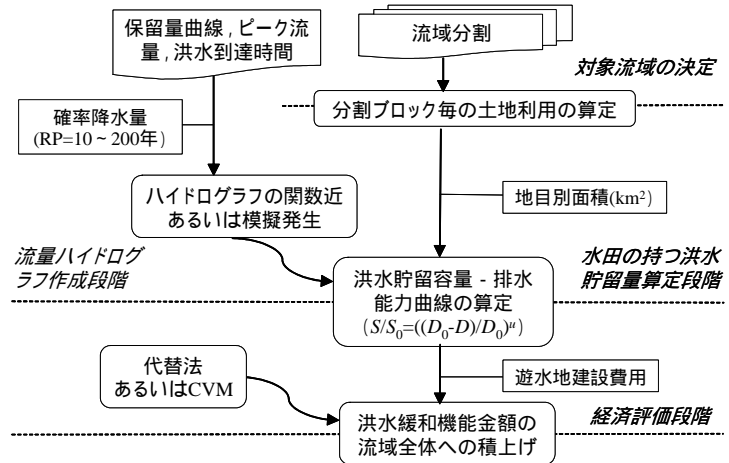 保留量曲線，ピーク流
量，洪水到達時間
流域分割
対象流域の決定
確率降水量
(RP=10～200年)
分割ブロック毎の土地利用の算定
ハイドログラフの関数近
あるいは模擬発生
地目別面積(km²)
流量ハイドログ
ラフ作成段階
水田の持つ洪水
貯留量算定段階
洪水貯留容量 - 排水
能力曲線の算定
(S/S₀=((D₀-D)/D₀)ᵘ)
代替法
あるいはCVM
遊水地建設費用
経済評価段階
洪水緩和機能金額の
流域全体への積上げ